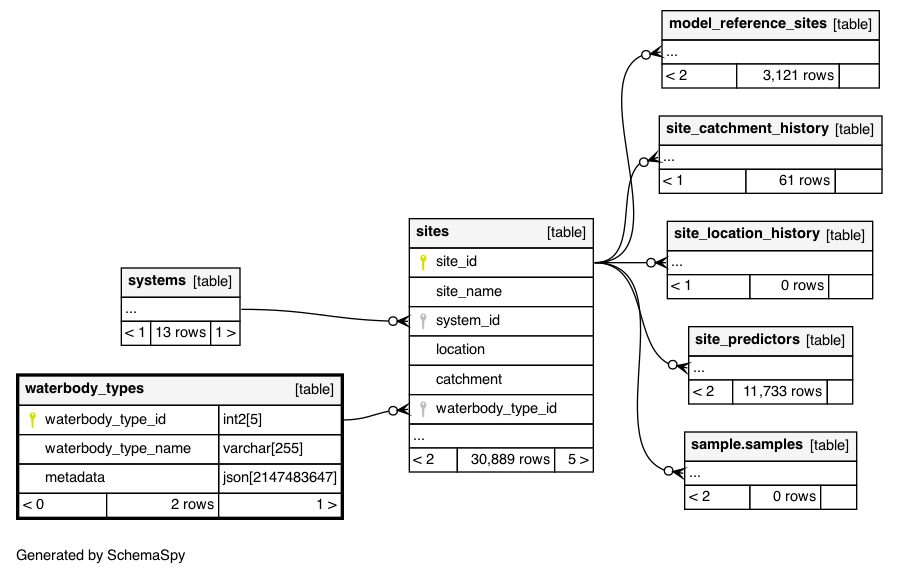 model_reference_sites [table]
...
< 2 3,121 rows
site_catchment_history [table]
...
< 1 61 rows
sites [table]
site_id
site_name
system_id
location
catchment
waterbody_type_id
...
< 2 30,889 rows 5 >
site_location_history [table]
...
< 1 0 rows
systems [table]
...
< 1 13 rows 1 >
site_predictors [table]
...
< 2 11,733 rows
waterbody_types [table]
waterbody_type_id int2[5]
waterbody_type_name varchar[255]
metadata json[2147483647]
< 0 2 rows 1 >
sample.samples [table]
...
< 2 0 rows
Generated by SchemaSpy